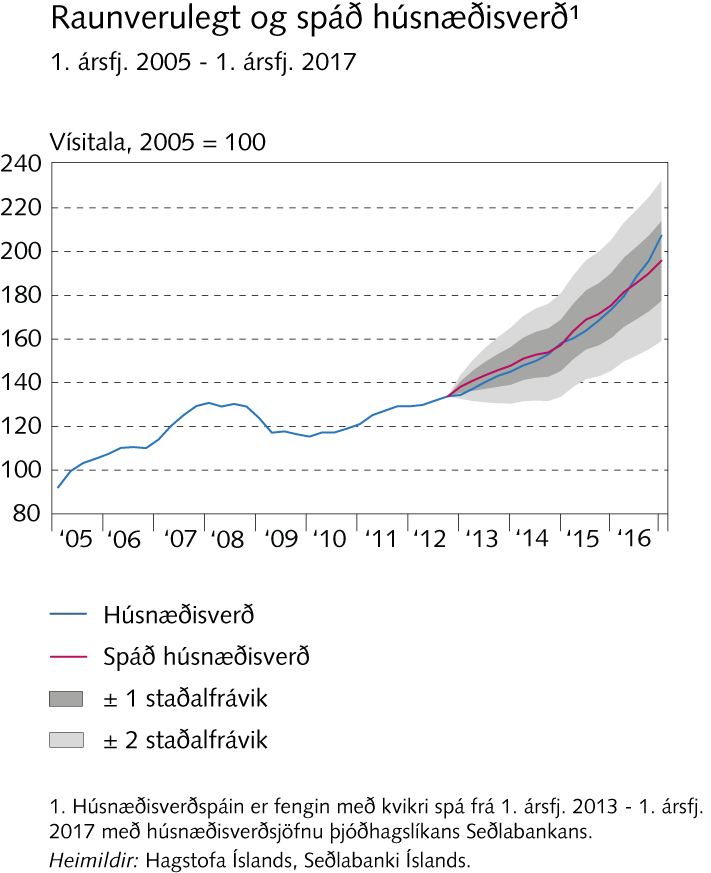 Raunverulegt og spáð húsnæðisverð¹
1. ársfj. 2005 - 1. ársfj. 2017
Vísitala, 2005 = 100
240
220
200
180
160
140
120
100
80
‘05 ‘06 ‘07 ‘08 ‘09 ‘10 ‘11 ‘12 ‘13 ‘14 ‘15 ‘16
Húsnæðisverð
Spáð húsnæðisverð
± 1 staðalfrávik
± 2 staðalfrávik
1. Húsnæðisverðspáin er fengin með kvikri spá frá 1. ársfj. 2013 - 1. ársfj.
2017 með húsnæðisverðsjöfnu þjóðhagslíkans Seðlabankans.
Heimildir: Hagstofa Íslands, Seðlabanki Íslands.